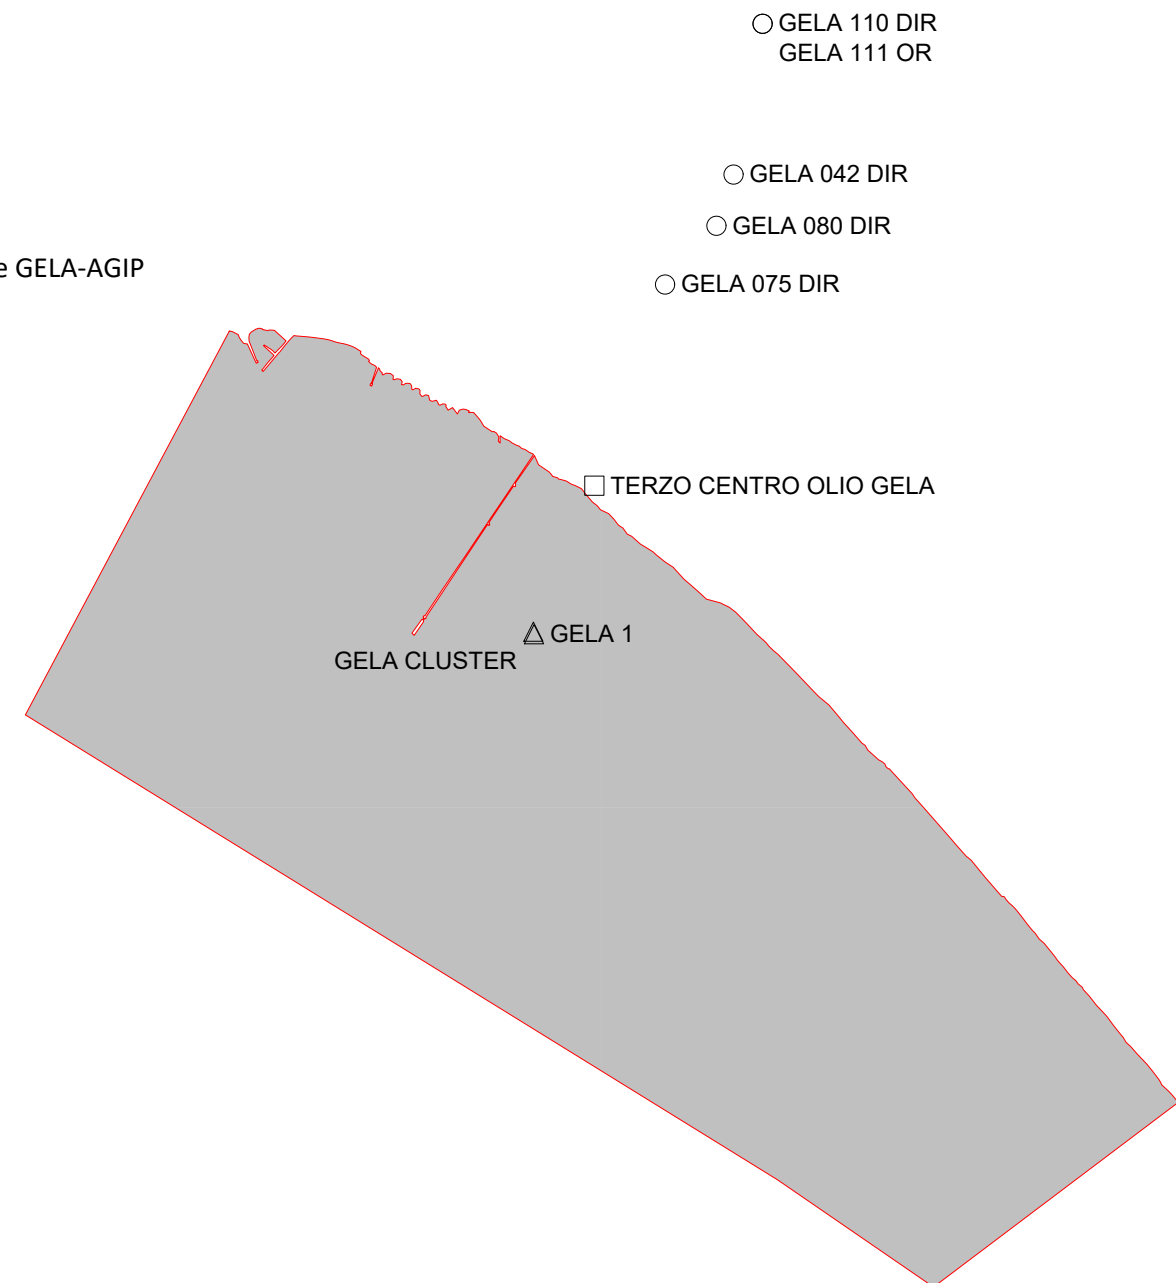 GELA 110 DIR
GELA 111 OR
GELA 042 DIR
GELA 080 DIR
e GELA-AGIP
GELA 075 DIR
TERZO CENTRO OLIO GELA
GELA 1
GELA CLUSTER